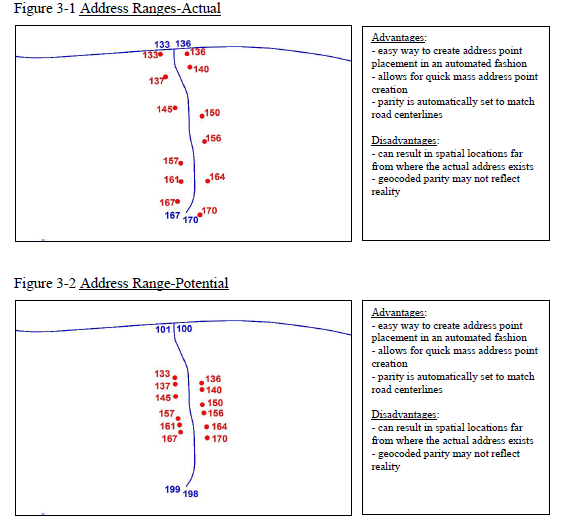 Figure 3-1 Address Ranges-Actual
133 136
133 136
140
137
145
150
156
157
161 164
167
170
167 170
Advantages:
- easy way to create address point
placement in an automated fashion
- allows for quick mass address point
creation
- parity is automatically set to match
road centerlines
Disadvantages:
- can result in spatial locations far
from where the actual address exists
- geocoded parity may not reflect
reality
Figure 3-2 Address Range-Potential
101 100
133
136
137
140
145
150
157 156
161 164
167 170
199 198
Advantages:
- easy way to create address point
placement in an automated fashion
- allows for quick mass address point
creation
- parity is automatically set to match
road centerlines
Disadvantages:
- can result in spatial locations far
from where the actual address exists
- geocoded parity may not reflect
reality